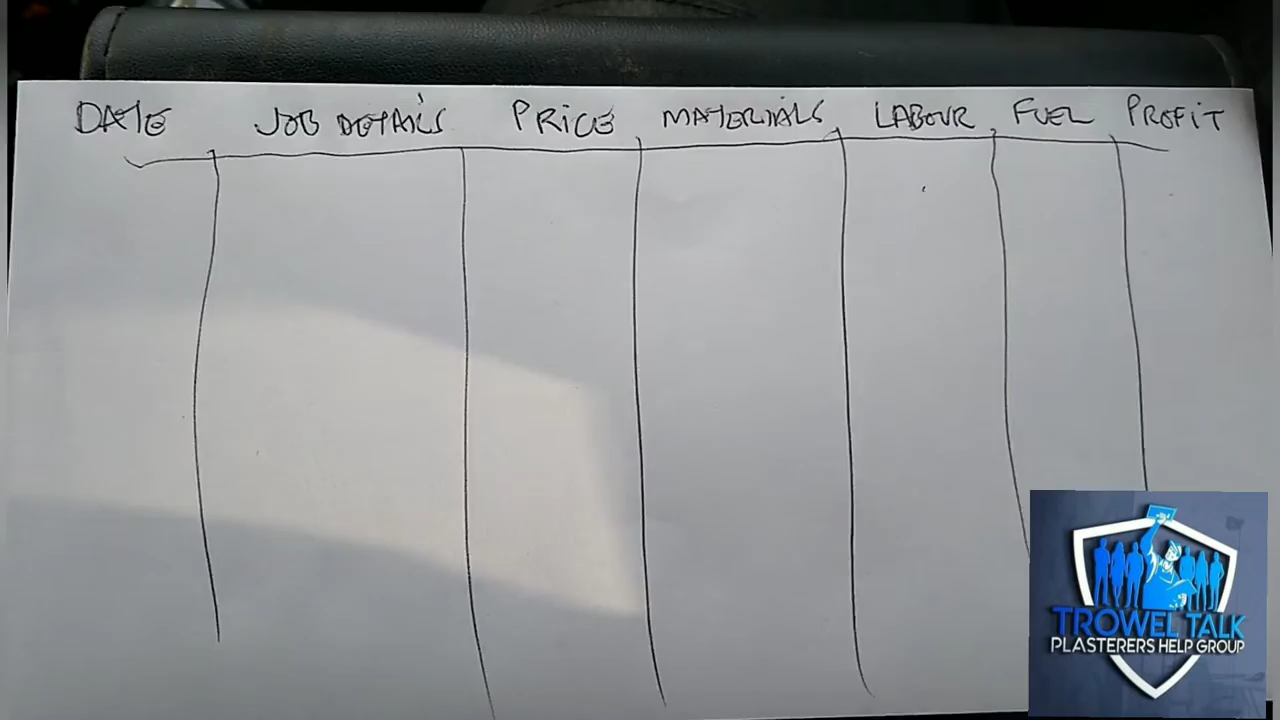 DATE JOB DETAILS PRICE MATERIALS LABOUR FUEL PROFIT
TROWEL TALK
PLASTERERS HELP GROUP